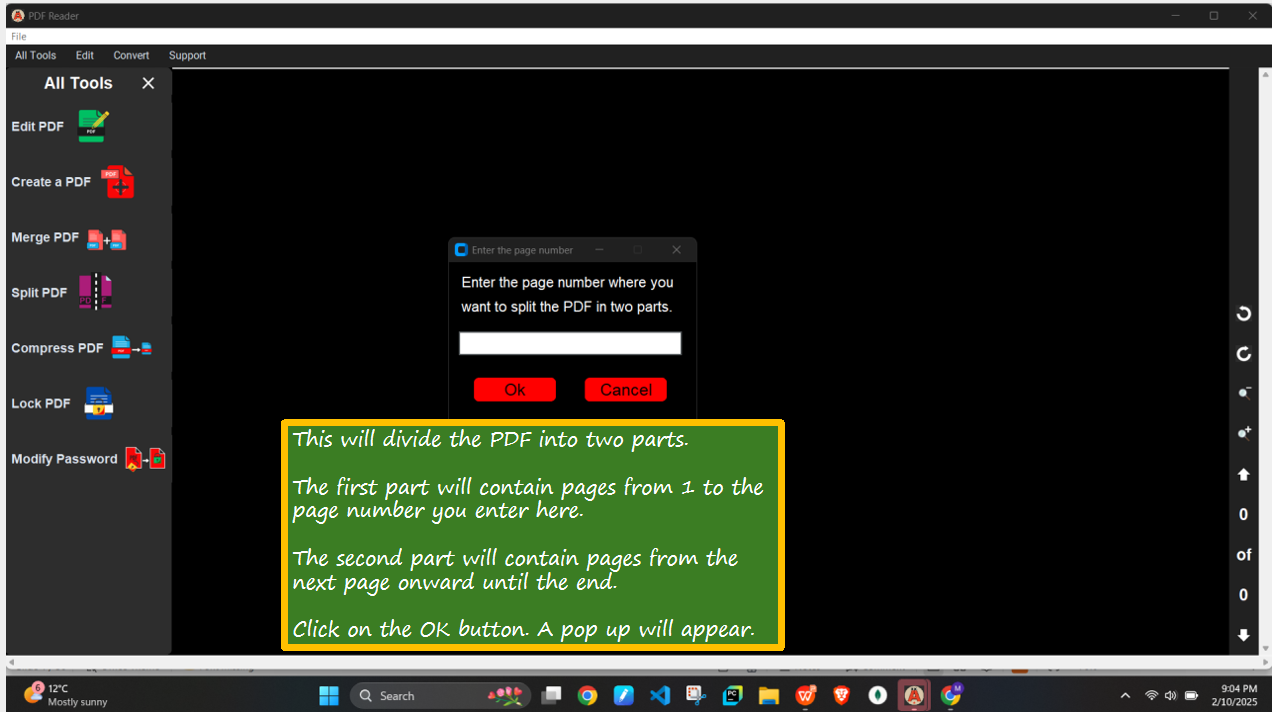 PDF Reader
File
All Tools Edit Convert Support
All Tools
Edit PDF
Create a PDF
Merge PDF
Split PDF
Compress PDF
Lock PDF
Modify Password
Enter the page number
Enter the page number where you
want to split the PDF in two parts.
Ok Cancel
This will divide the PDF into two parts.
The first part will contain pages from 1 to the
page number you enter here.
The second part will contain pages from the
next page onward until the end.
Click on the OK button. A pop up will appear.
0
of
0
6
12°C
Mostly sunny
Search
9:04 PM
2/10/2025